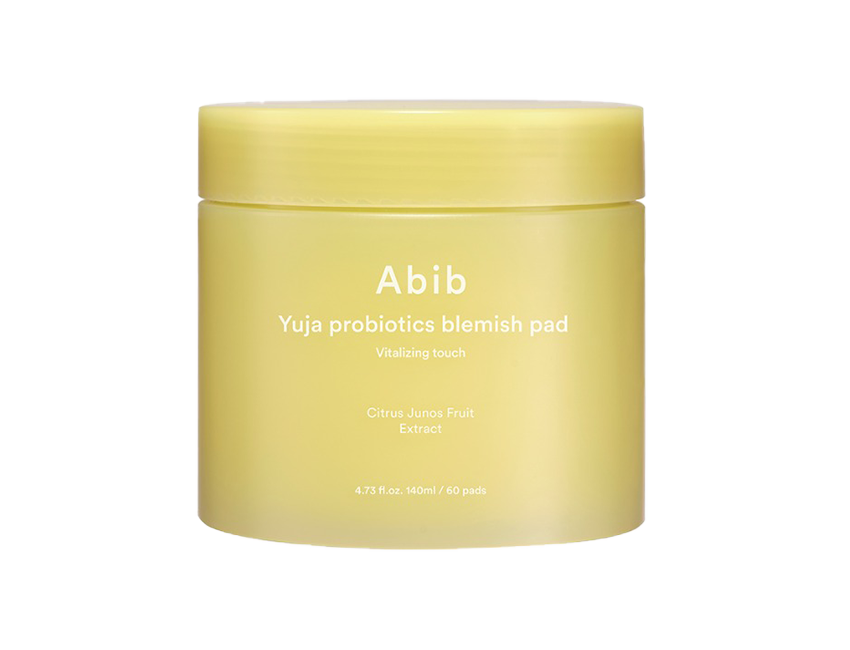 Abib
Yuja probiotics blemish pad
Vitalizing touch
Citrus Junos Fruit
Extract
4.73 fl.oz. 140ml / 60 pads